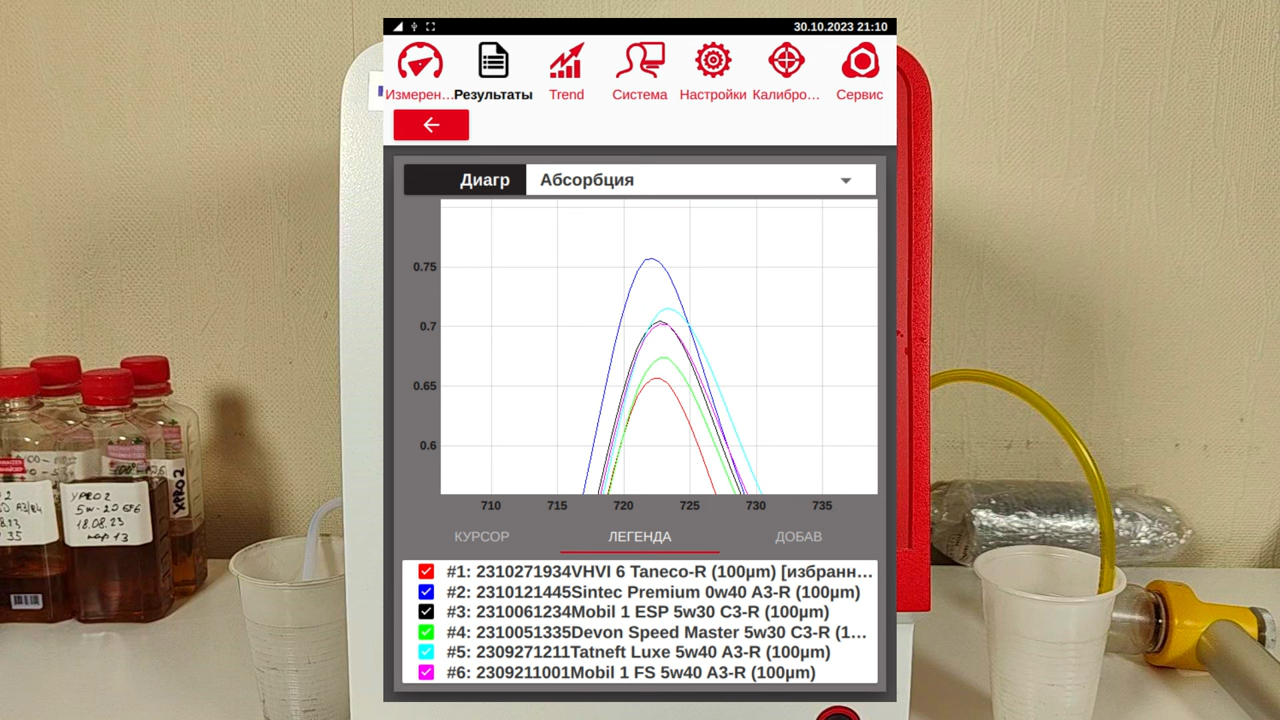 30.10.2023 21:10
Измерен... Результаты Trend Система Настройки Калибро... Сервис
Диагр Абсорбция
0.75
0.7
0.65
0.6
710 715 720 725 730 735
КУРСОР ЛЕГЕНДА ДОБАВ
#1: 2310271934VHVI 6 Taneco-R (100µm) [избранн...
#2: 2310121445Sintec Premium 0w40 A3-R (100µm)
#3: 2310061234Mobil 1 ESP 5w30 C3-R (100µm)
#4: 2310051335Devon Speed Master 5w30 C3-R (1...
#5: 2309271211Tatneft Luxe 5w40 A3-R (100µm)
#6: 2309211001Mobil 1 FS 5w40 A3-R (100µm)
XPRO2
5w-20 6F6
18.08.23
XPRO2